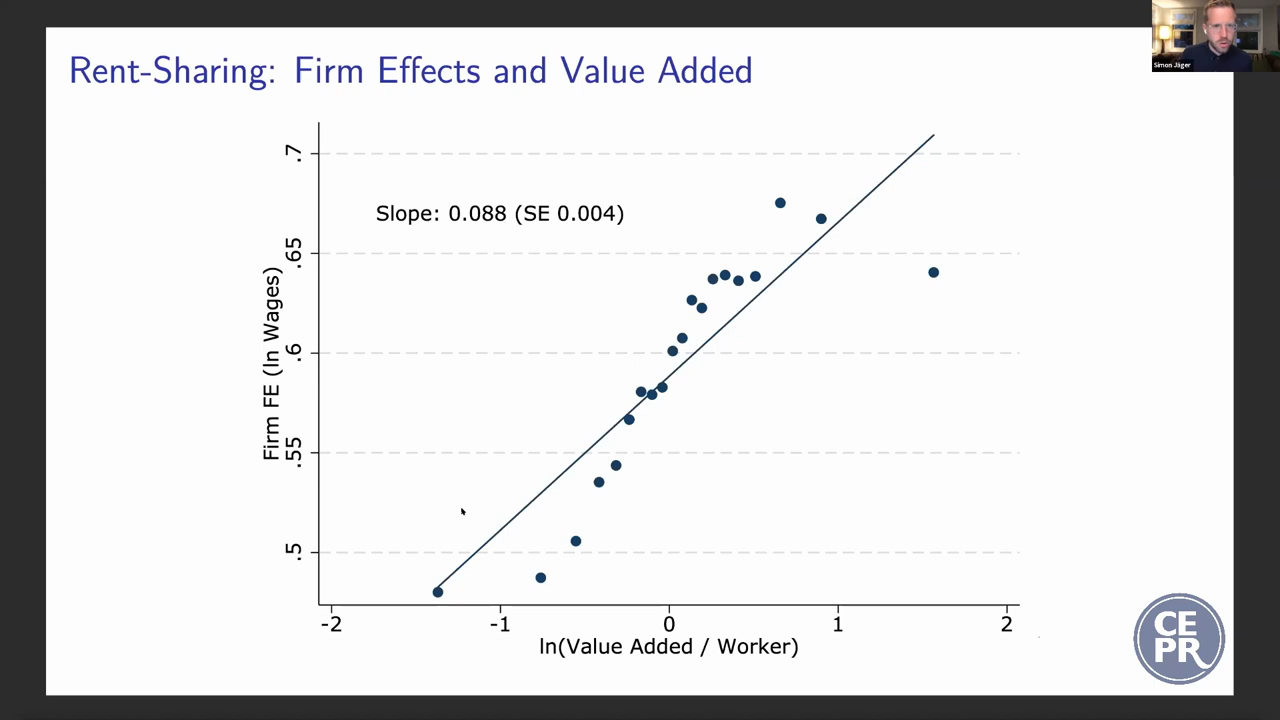 Simon Jäger
Rent-Sharing: Firm Effects and Value Added
Slope: 0.088 (SE 0.004)
Firm FE (ln Wages)
.7
.65
.6
.55
.5
-2
-1
0
1
2
ln(Value Added / Worker)
CE
PR